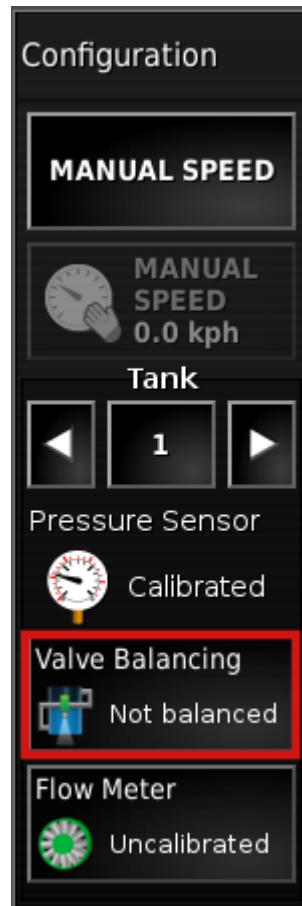 Configuration
MANUAL SPEED
MANUAL
SPEED
0.0 kph
Tank
1
Pressure Sensor
Calibrated
Valve Balancing
Not balanced
Flow Meter
Uncalibrated